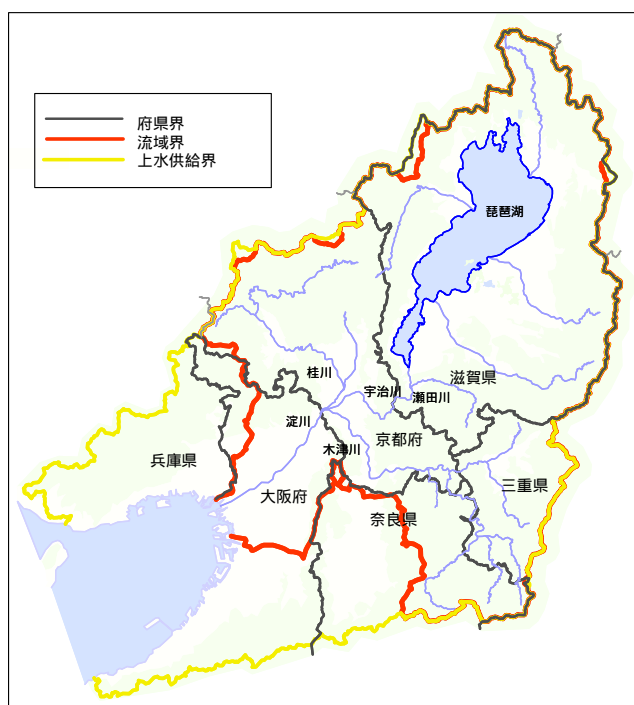 府県界
流域界
上水供給界
琵琶湖
滋賀県
桂川
宇治川
瀬田川
淀川
京都府
木津川
兵庫県
大阪府
三重県
奈良県